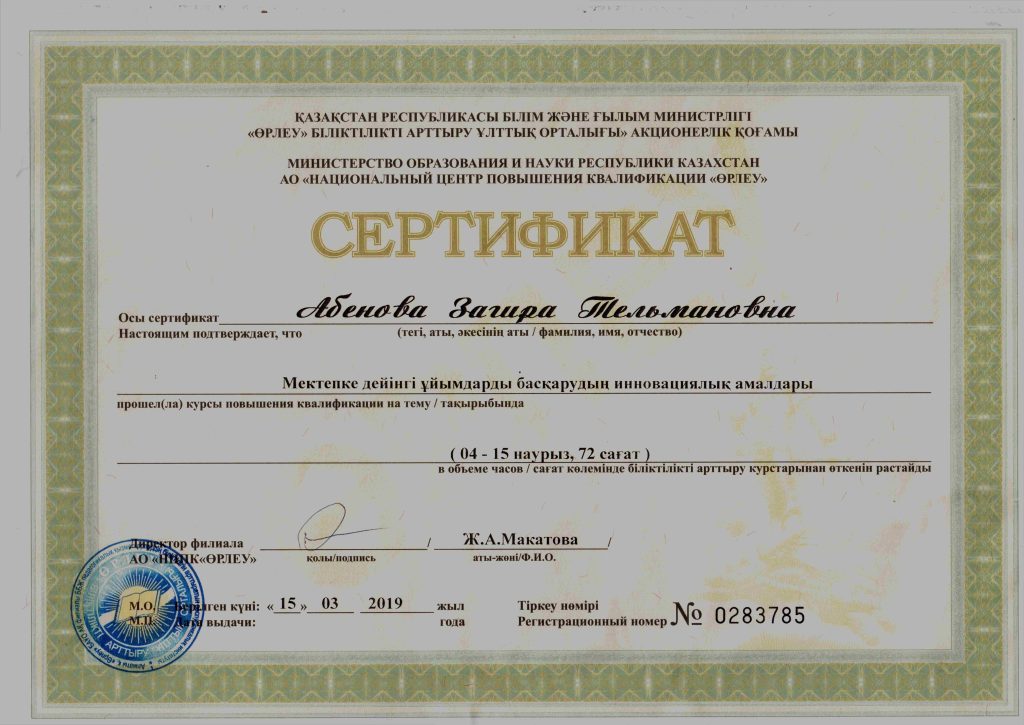 ҚАЗАҚСТАН РЕСПУБЛИКАСЫ БІЛІМ ЖӘНЕ ҒЫЛЫМ МИНИСТРЛІГІ
«ӨРЛЕУ» БІЛІКТІЛІКТІ АРТТЫРУ ҰЛТТЫҚ ОРТАЛЫҒЫ» АКЦИОНЕРЛІК ҚОҒАМЫ
МИНИСТЕРСТВО ОБРАЗОВАНИЯ И НАУКИ РЕСПУБЛИКИ КАЗАХСТАН
АО «НАЦИОНАЛЬНЫЙ ЦЕНТР ПОВЫШЕНИЯ КВАЛИФИКАЦИИ «ӨРЛЕУ»
СЕРТИФИКАТ
Осы сертификат Абенова Загира Тельмановна
Настоящим подтверждает, что (тегі, аты, әкесінің аты / фамилия, имя, отчество)
Мектепке дейінгі ұйымдарды басқарудың инновациялық амалдары
прошел(ла) курсы повышения квалификации на тему / тақырыбында
( 04 - 15 наурыз, 72 сағат )
в объеме часов / сағат көлемінде біліктілікті арттыру курстарынан өткенін растайды
Директор филиала / Ж.А.Макатова /
АО «НЦПК«ӨРЛЕУ» қолы/подпись аты-жөні/Ф.И.О.
М.О. Берілген күні: « 15 » 03 2019 жыл Тіркеу нөмірі
М.П. Дата выдачи: года Регистрационный номер № 0283785